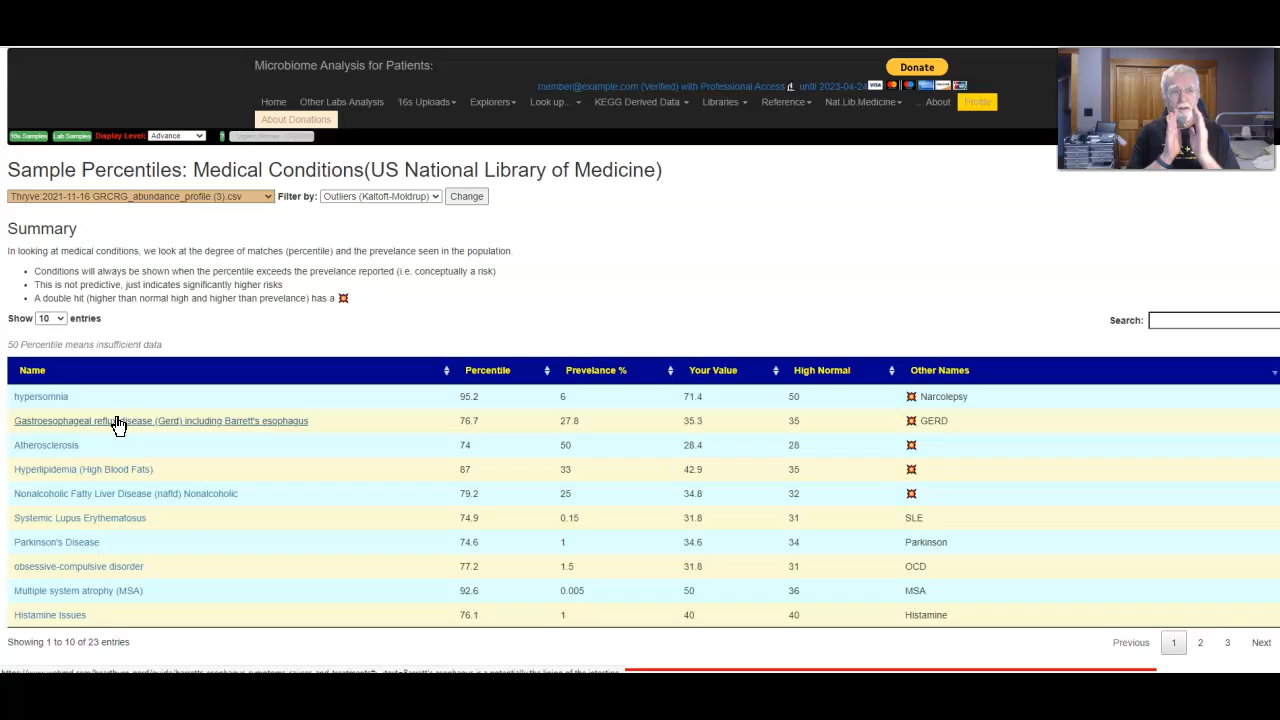 Microbiome Analysis for Patients:
Donate
member@example.com (Verified) with Professional Access until 2023-04-24
Home Other Labs Analysis 16s Uploads Explorers Look up... KEGG Derived Data Libraries Reference Nat.Lib.Medicine ... About Profile
About Donations
16s Samples Lab Samples Display Level: Advance
Sample Percentiles: Medical Conditions(US National Library of Medicine)
Thryve:2021-11-16 GRCRG_abundance_profile (3).csv Filter by: Outliers (Kaltoft-Moldrup) Change
Summary
In looking at medical conditions, we look at the degree of matches (percentile) and the prevelance seen in the population.
Conditions will always be shown when the percentile exceeds the prevelance reported (i.e. conceptually a risk)
This is not predictive, just indicates significantly higher risks
A double hit (higher than normal high and higher than prevelance) has a
Show 10 entries
Search:
50 Percentile means insufficient data
Name Percentile Prevelance % Your Value High Normal Other Names
hypersomnia 95.2 6 71.4 50 Narcolepsy
Gastroesophageal reflux disease (Gerd) including Barrett's esophagus 76.7 27.8 35.3 35 GERD
Atherosclerosis 74 50 28.4 28
Hyperlipidemia (High Blood Fats) 87 33 42.9 35
Nonalcoholic Fatty Liver Disease (nafld) Nonalcoholic 79.2 25 34.8 32
Systemic Lupus Erythematosus 74.9 0.15 31.8 31 SLE
Parkinson's Disease 74.6 1 34.6 34 Parkinson
obsessive-compulsive disorder 77.2 1.5 31.8 31 OCD
Multiple system atrophy (MSA) 92.6 0.005 50 36 MSA
Histamine Issues 76.1 1 40 40 Histamine
Showing 1 to 10 of 23 entries
Previous 1 2 3 Next